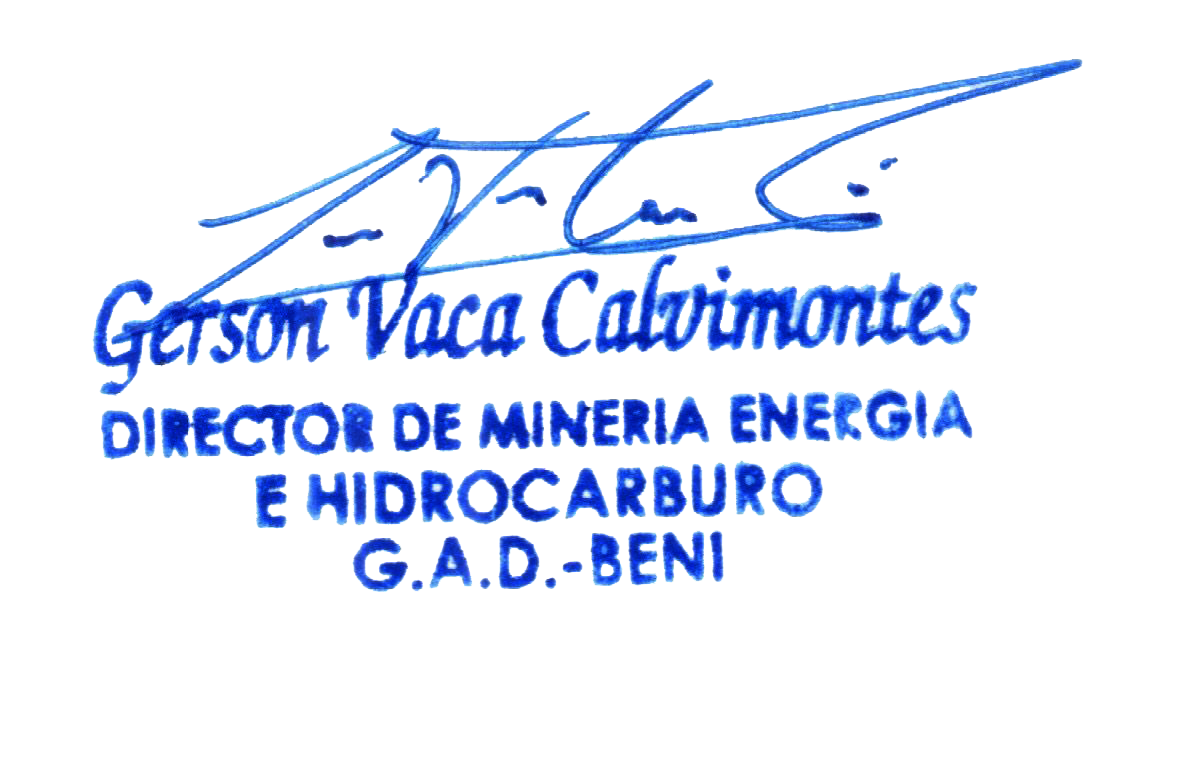 Gerson Vaca Calvimontes
DIRECTOR DE MINERIA ENERGIA
E HIDROCARBURO
G.A.D.-BENI